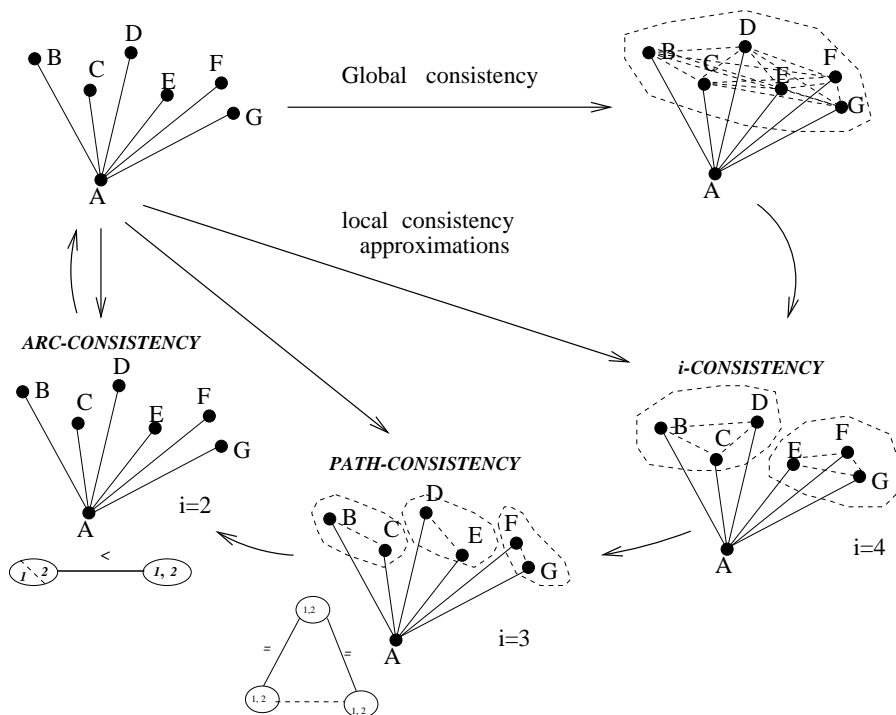 B
C
D
E
F
G
A
Global consistency
B
C
D
E
F
G
A
local consistency
approximations
ARC-CONSISTENCY
B
C
D
E
F
G
A
i=2
<
1 2
1, 2
PATH-CONSISTENCY
B
C
D
E
F
G
A
i=3
1,2
=
=
1, 2
1, 2
i-CONSISTENCY
B
C
D
E
F
G
A
i=4